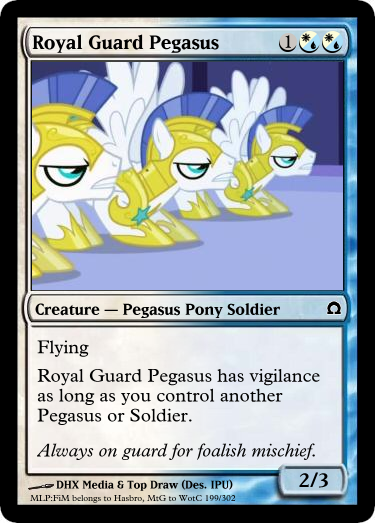 Royal Guard Pegasus 1
Creature — Pegasus Pony Soldier Ω
Flying
Royal Guard Pegasus has vigilance
as long as you control another
Pegasus or Soldier.
Always on guard for foalish mischief.
DHX Media & Top Draw (Des. IPU)
2/3
MLP:FiM belongs to Hasbro, MtG to WotC 199/302